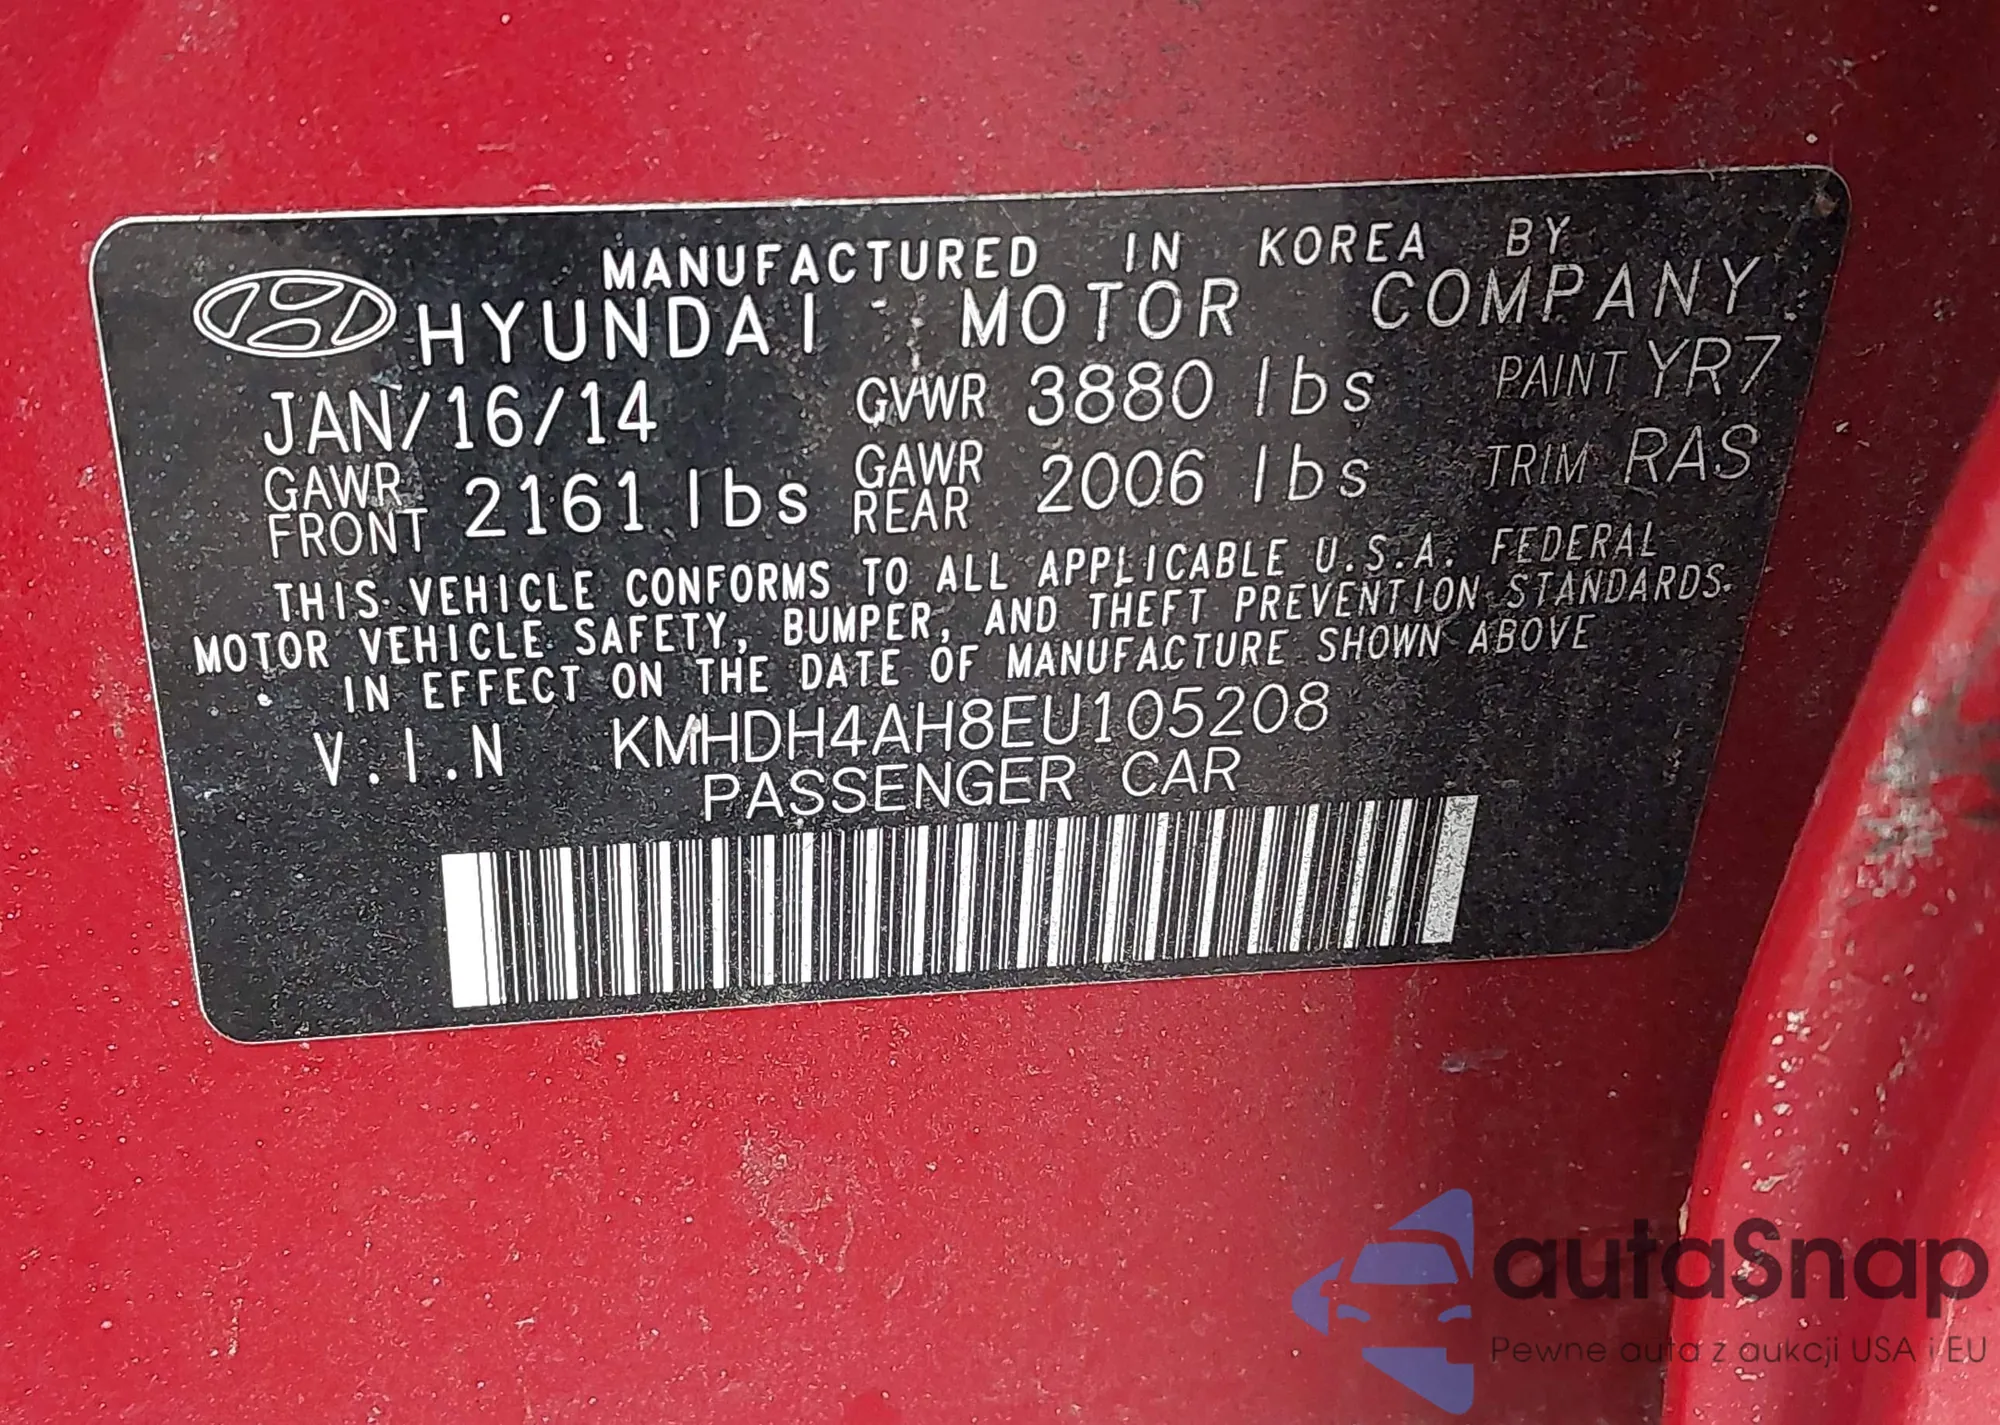 MANUFACTURED IN KOREA BY
HYUNDAI MOTOR COMPANY
JAN/16/14 GVWR 3880 lbs PAINT YR7
GAWR FRONT 2161 lbs GAWR REAR 2006 lbs TRIM RAS
THIS VEHICLE CONFORMS TO ALL APPLICABLE U.S.A. FEDERAL
MOTOR VEHICLE SAFETY, BUMPER, AND THEFT PREVENTION STANDARDS
IN EFFECT ON THE DATE OF MANUFACTURE SHOWN ABOVE
V.I.N KMHDH4AH8EU105208
PASSENGER CAR
autaSnap
Pewne auta z aukcji USA i EU